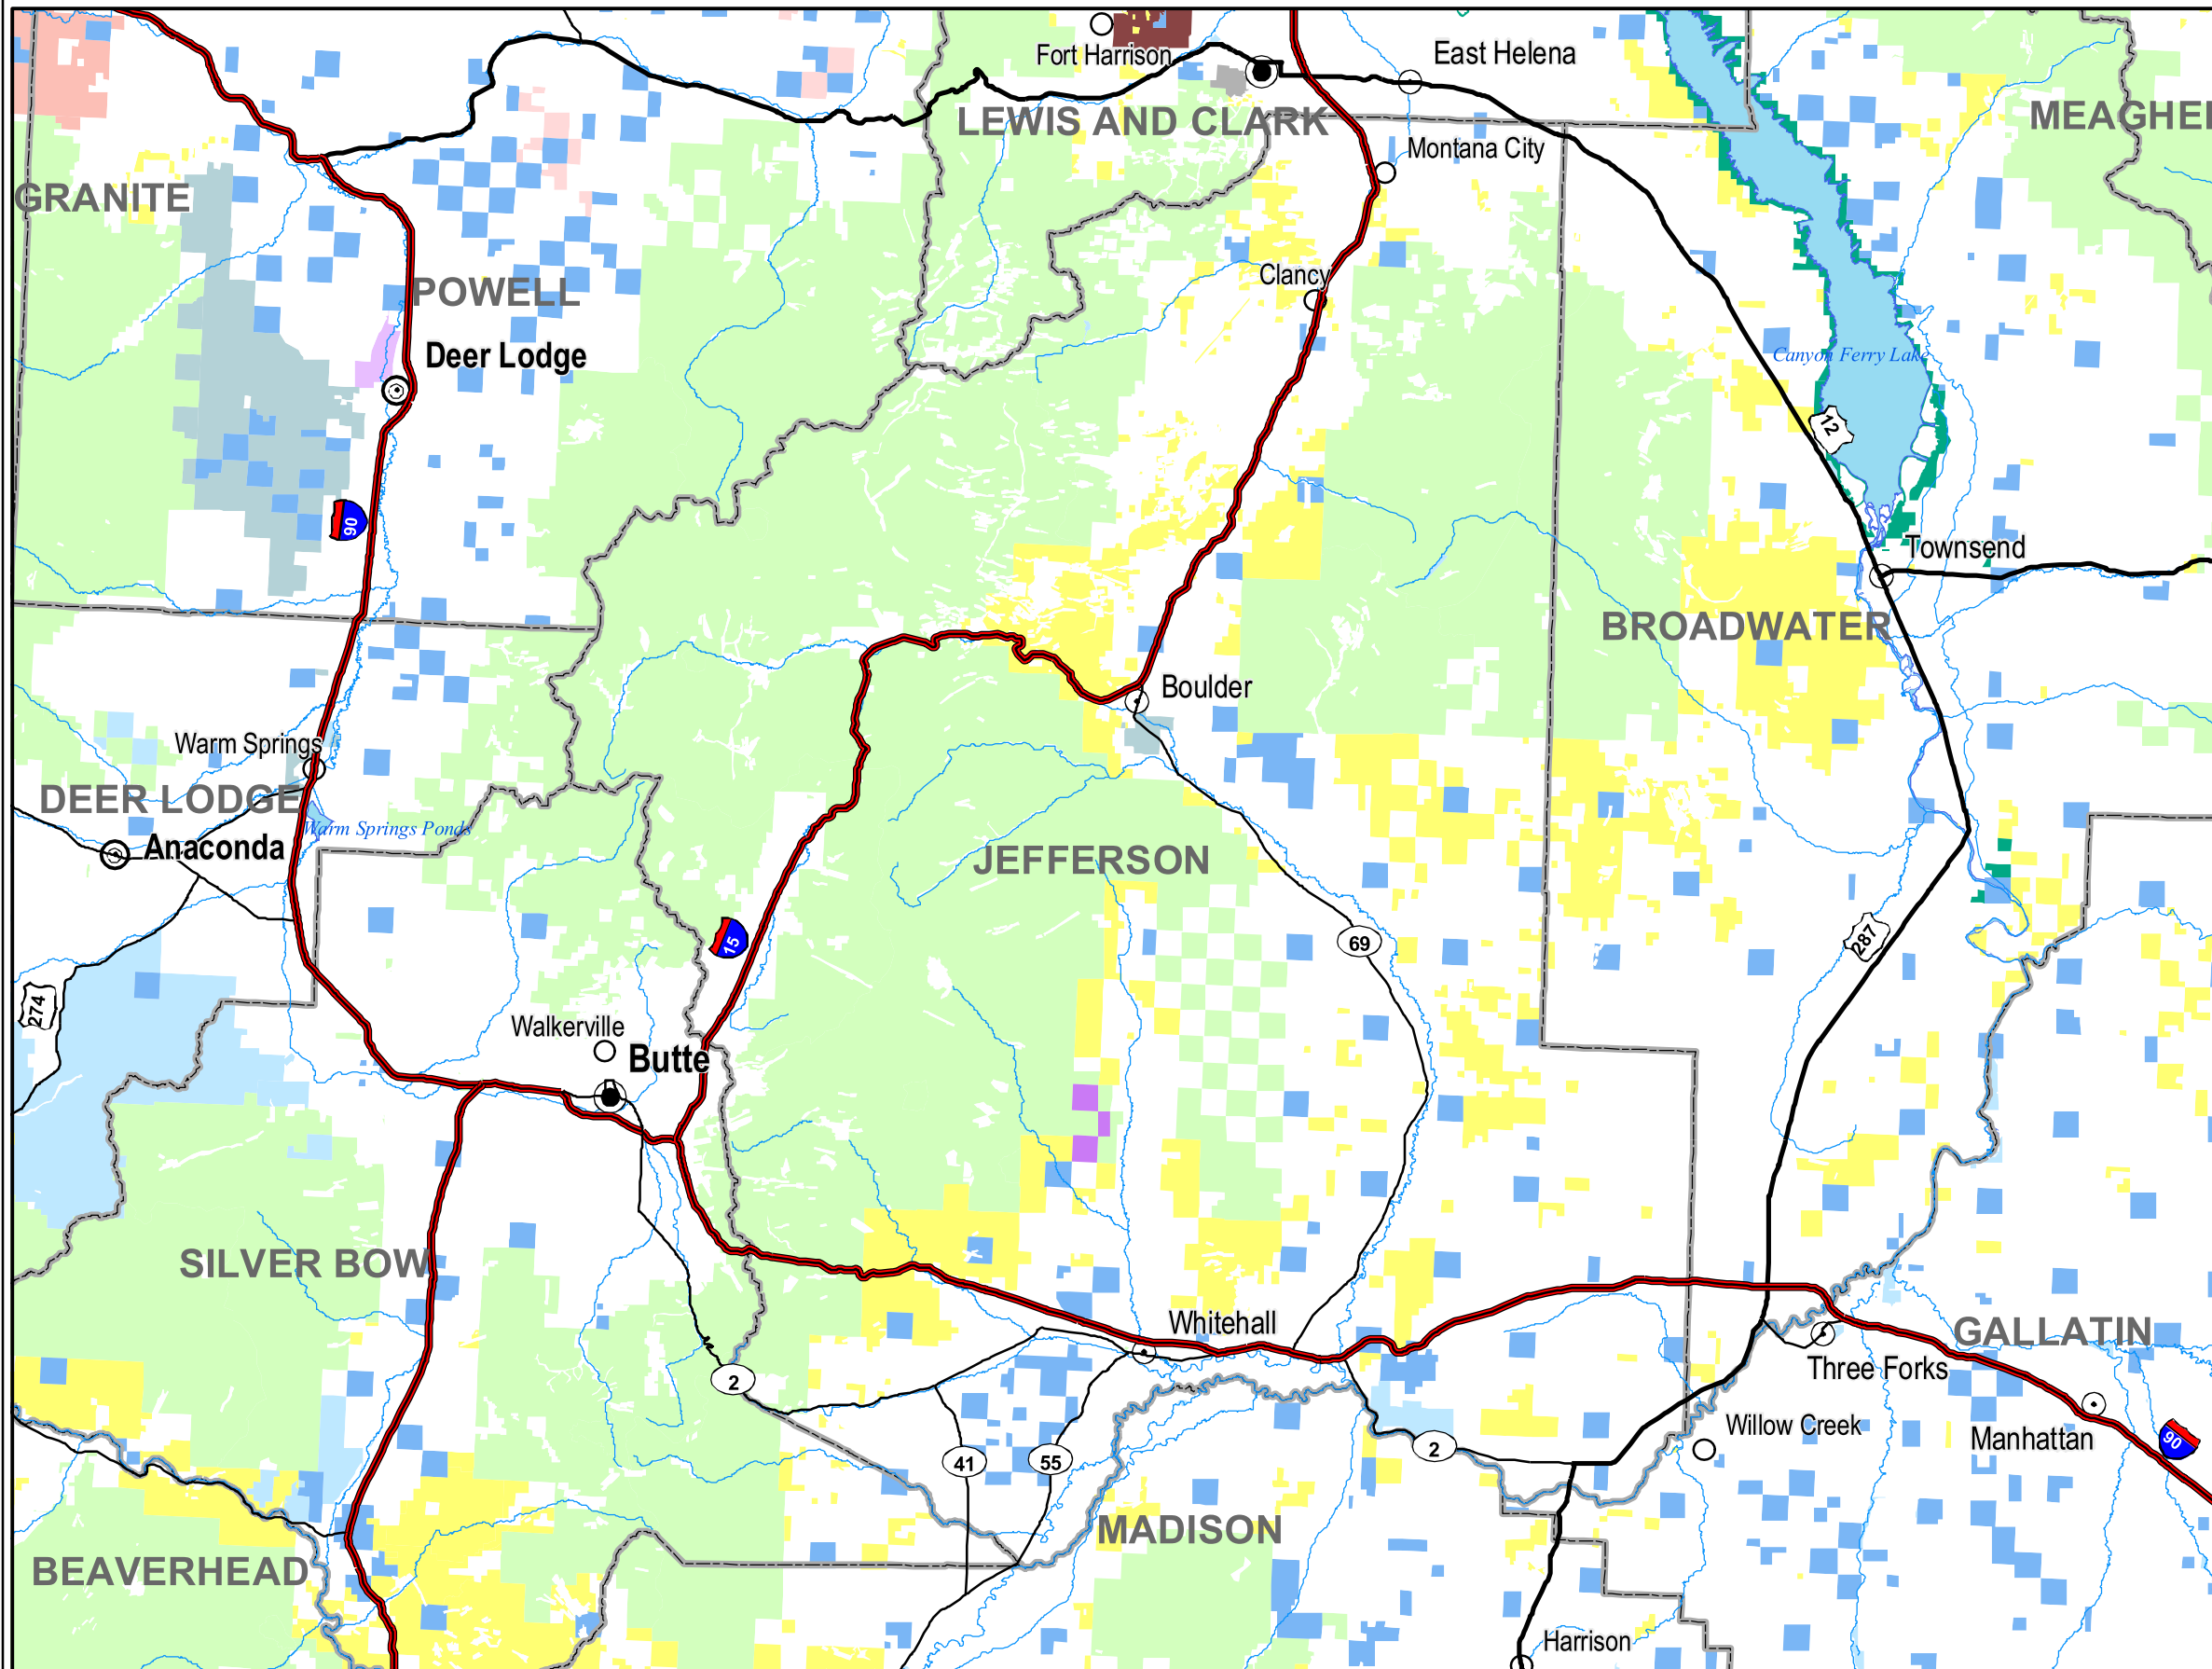 Fort Harrison
East Helena
LEWIS AND CLARK
MEAGHE
Montana City
GRANITE
Clancy
POWELL
Deer Lodge
Canyon Ferry Lake
12
90
Townsend
BROADWATER
Boulder
Warm Springs
DEER LODGE
Warm Springs Ponds
Anaconda
JEFFERSON
15
69
287
274
Walkerville
Butte
SILVER BOW
Whitehall
GALLATIN
Three Forks
2
Willow Creek
Manhattan
90
41
55
2
MADISON
BEAVERHEAD
Harrison